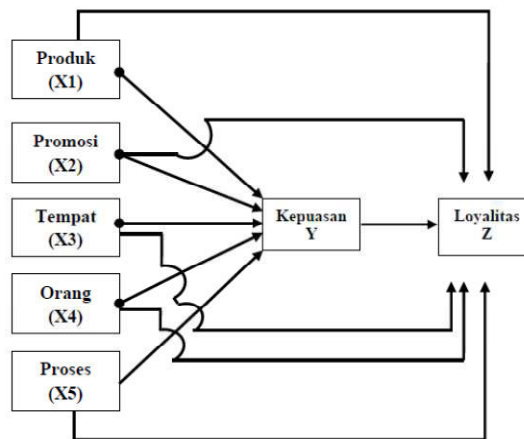 Produk
(X1)
Promosi
(X2)
Tempat
(X3)
Orang
(X4)
Proses
(X5)
Kepuasan
Y
Loyalitas
Z